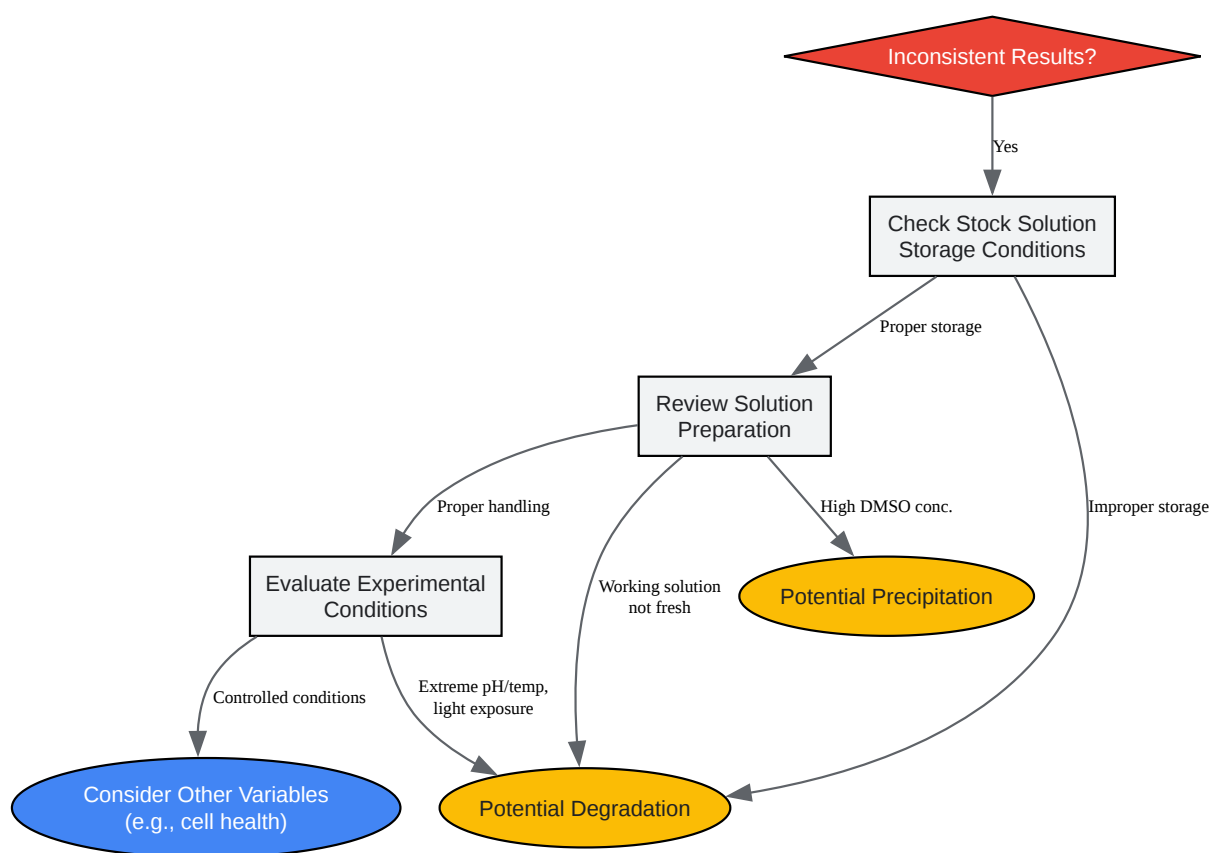 Inconsistent Results?
Yes
Check Stock Solution
Storage Conditions
Proper storage
Review Solution
Preparation
Proper handling
High DMSO conc.
Improper storage
Evaluate Experimental
Conditions
Working solution
not fresh
Potential Precipitation
Controlled conditions
Extreme pH/temp,
light exposure
Consider Other Variables
(e.g., cell health)
Potential Degradation